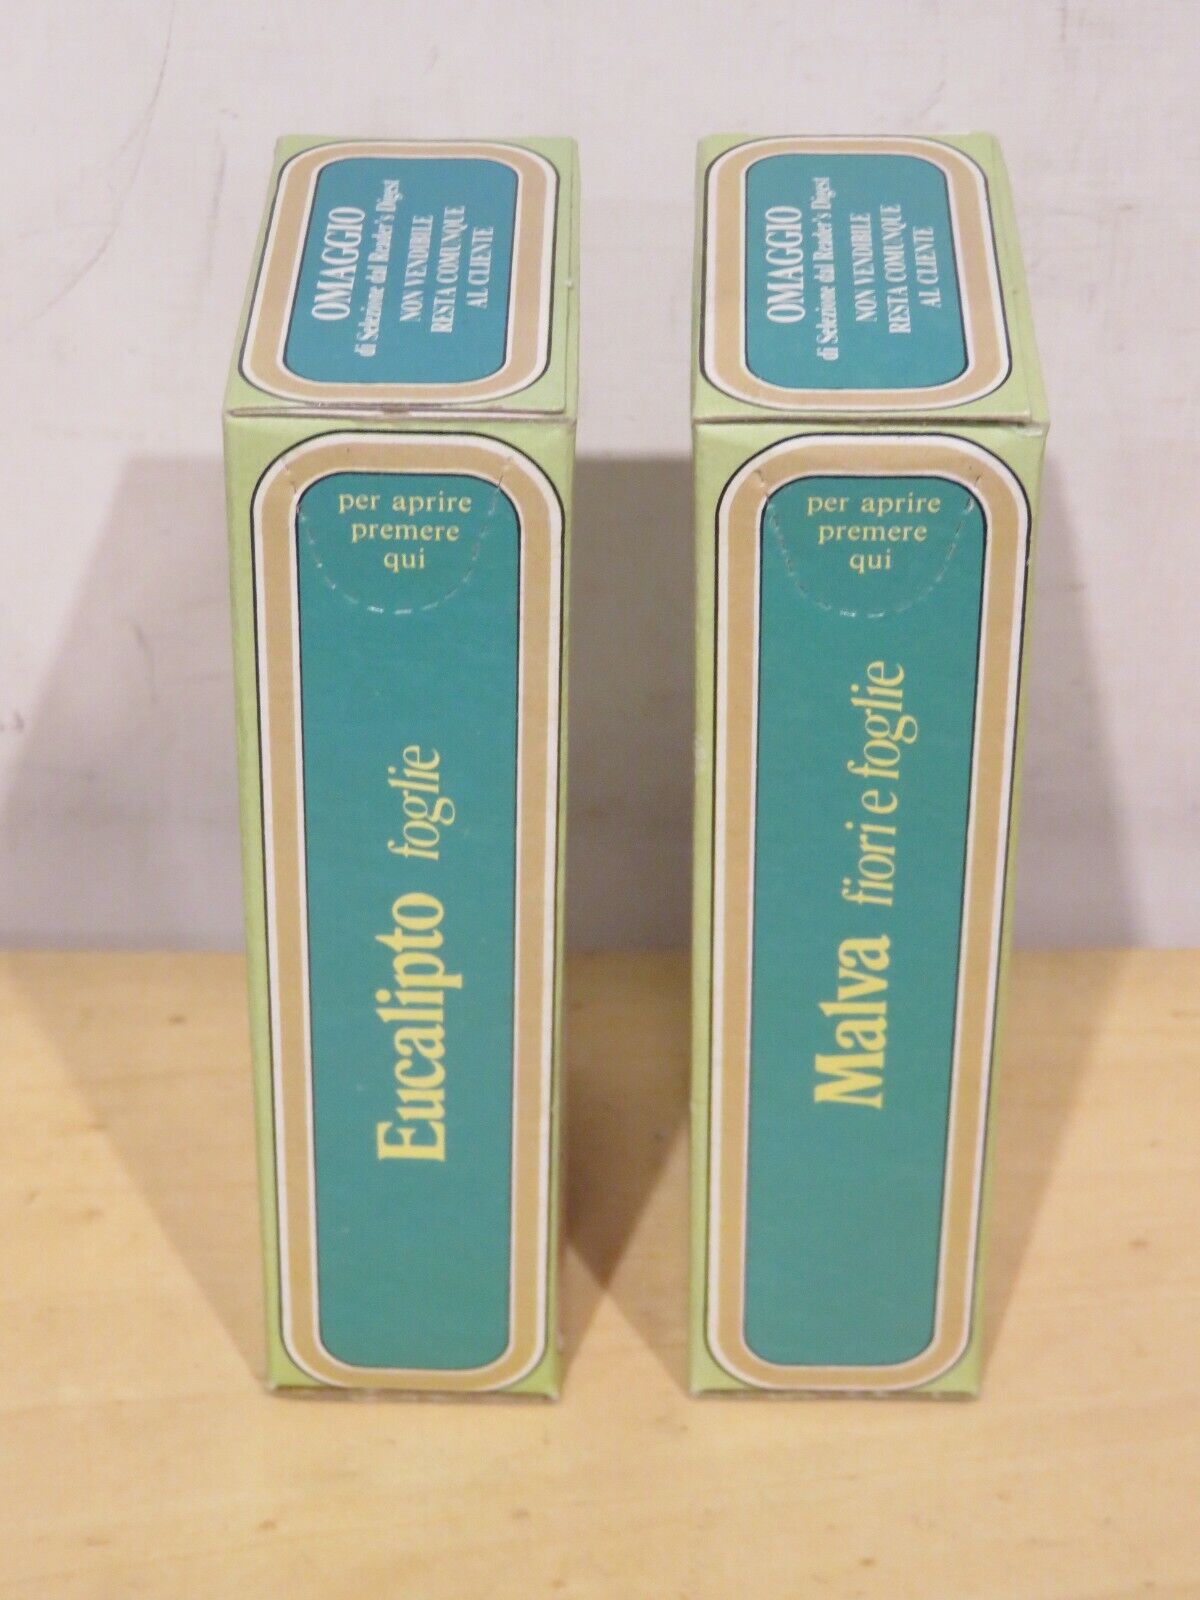 OMAGGIO
di Selezione dal Reader's Digest
NON VENDIBILE
RESTA COMUNQUE
AL CLIENTE
per aprire
premere
qui
Eucalipto foglie
OMAGGIO
di Selezione dal Reader's Digest
NON VENDIBILE
RESTA COMUNQUE
AL CLIENTE
per aprire
premere
qui
Malva fiori e foglie